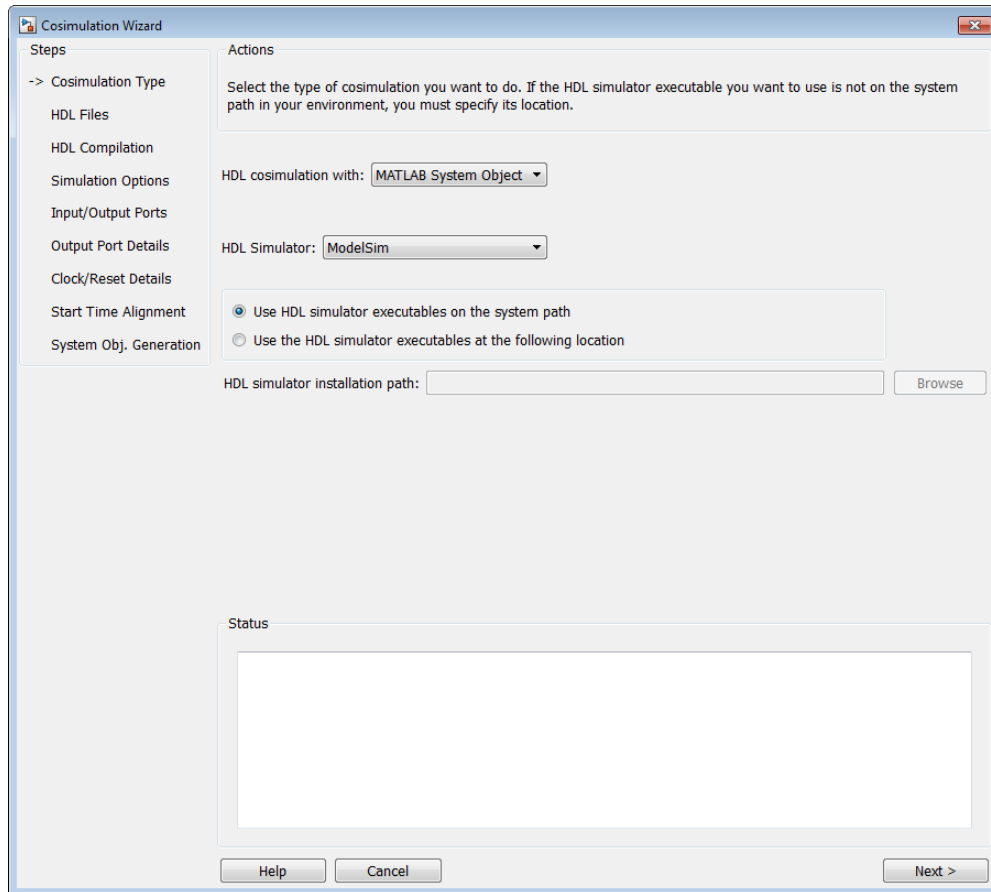 Cosimulation Wizard
Steps
-> Cosimulation Type
HDL Files
HDL Compilation
Simulation Options
Input/Output Ports
Output Port Details
Clock/Reset Details
Start Time Alignment
System Obj. Generation
Actions
Select the type of cosimulation you want to do. If the HDL simulator executable you want to use is not on the system
path in your environment, you must specify its location.
HDL cosimulation with: MATLAB System Object
HDL Simulator: ModelSim
Use HDL simulator executables on the system path
Use the HDL simulator executables at the following location
HDL simulator installation path: Browse
Status
Help Cancel Next >